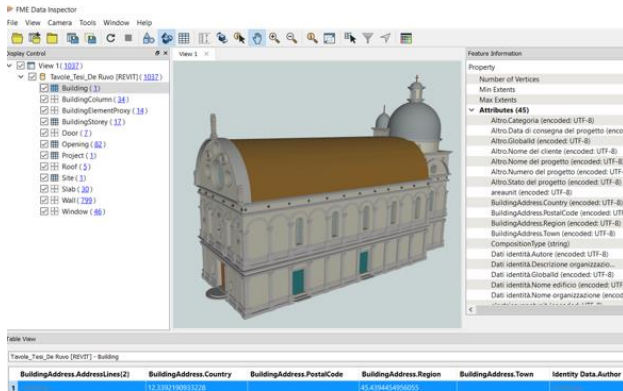 FME Data Inspector
File View Camera Tools Window Help
Display Control
View 1
Feature Information
View 1 (1037)
Tavole_Tesi_De Ruvo [REVIT] (1037)
Building (1)
BuildingColumn (34)
BuildingElementProxy (14)
BuildingStorey (17)
Door (7)
Opening (82)
Project (1)
Roof (5)
Site (1)
Slab (30)
Wall (799)
Window (46)
Property
Number of Vertices
Min Extents
Max Extents
Attributes (45)
Altro.Categoria (encoded: UTF-8)
Altro.Data di consegna del progetto (enco
Altro.GlobalId (encoded: UTF-8)
Altro.Nome del cliente (encoded: UTF-8)
Altro.Nome del progetto (encoded: UTF-8)
Altro.Numero del progetto (encoded: UTF-
Altro.Stato del progetto (encoded: UTF-8)
areaunit (encoded: UTF-8)
BuildingAddress.Country (encoded: UTF-8)
BuildingAddress.PostalCode (encoded: UT
BuildingAddress.Region (encoded: UTF-8)
BuildingAddress.Town (encoded: UTF-8)
CompositionType (string)
Dati identità.Autore (encoded: UTF-8)
Dati identità.Descrizione organizzazio...
Dati identità.GlobalId (encoded: UTF-8)
Dati identità.Nome edificio (encoded: UTF
Dati identità.Nome organizzazione (encod
Table View
Tavole_Tesi_De Ruvo [REVIT] - Building
BuildingAddress.AddressLines(2) BuildingAddress.Country BuildingAddress.PostalCode BuildingAddress.Region BuildingAddress.Town Identity Data.Author
1 12.3392190933228 45.4394454956055